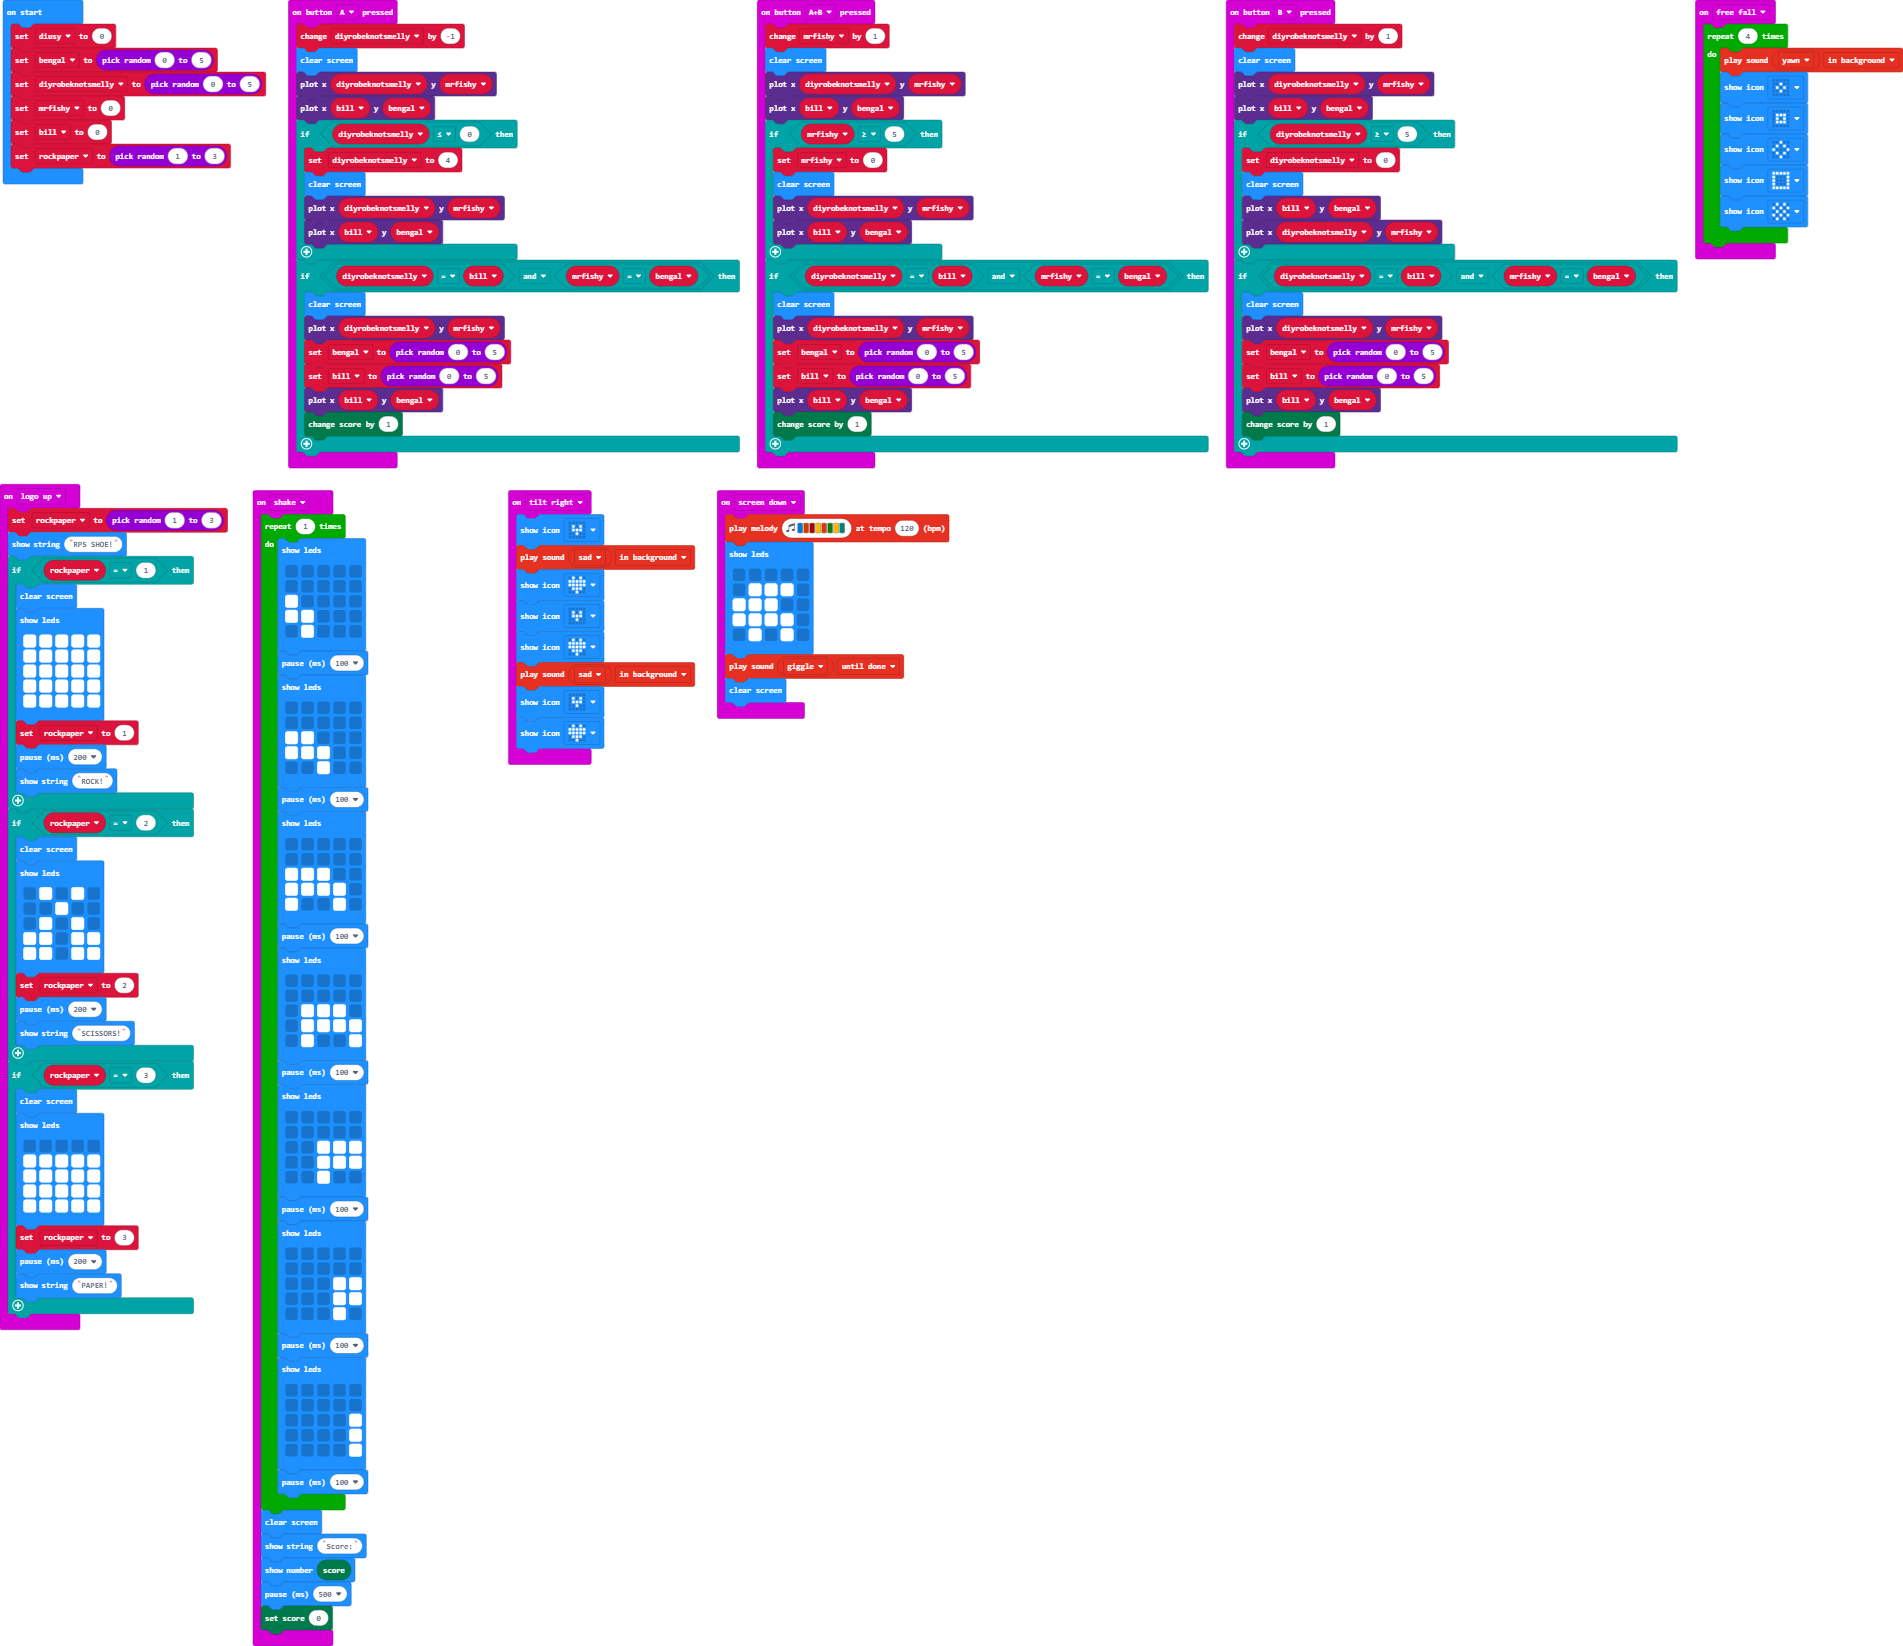 on start
set diusy to 0
set bengal to pick random 0 to 5
set diyrobeknotsmelly to pick random 0 to 5
set mrfishy to 0
set bill to 0
set rockpaper to pick random 1 to 3
on button A pressed
change diyrobeknotsmelly by -1
clear screen
plot x diyrobeknotsmelly y mrfishy
plot x bill y bengal
if diyrobeknotsmelly ≤ 0 then
set diyrobeknotsmelly to 4
clear screen
plot x diyrobeknotsmelly y mrfishy
plot x bill y bengal
if diyrobeknotsmelly = bill and mrfishy = bengal then
clear screen
plot x diyrobeknotsmelly y mrfishy
set bengal to pick random 0 to 5
set bill to pick random 0 to 5
plot x bill y bengal
change score by 1
on button A+B pressed
change mrfishy by 1
clear screen
plot x diyrobeknotsmelly y mrfishy
plot x bill y bengal
if mrfishy ≥ 5 then
set mrfishy to 0
clear screen
plot x diyrobeknotsmelly y mrfishy
plot x bill y bengal
if diyrobeknotsmelly = bill and mrfishy = bengal then
clear screen
plot x diyrobeknotsmelly y mrfishy
set bengal to pick random 0 to 5
set bill to pick random 0 to 5
plot x bill y bengal
change score by 1
on button B pressed
change diyrobeknotsmelly by 1
clear screen
plot x diyrobeknotsmelly y mrfishy
plot x bill y bengal
if diyrobeknotsmelly ≥ 5 then
set diyrobeknotsmelly to 0
clear screen
plot x bill y bengal
plot x diyrobeknotsmelly y mrfishy
if diyrobeknotsmelly = bill and mrfishy = bengal then
clear screen
plot x diyrobeknotsmelly y mrfishy
set bengal to pick random 0 to 5
set bill to pick random 0 to 5
plot x bill y bengal
change score by 1
on free fall
repeat 4 times
do play sound yawn in background
show icon
show icon
show icon
show icon
show icon
on logo up
set rockpaper to pick random 1 to 3
show string "RPS SHOE!"
if rockpaper = 1 then
clear screen
show leds
set rockpaper to 1
pause (ms) 200
show string "ROCK!"
if rockpaper = 2 then
clear screen
show leds
set rockpaper to 2
pause (ms) 200
show string "SCISSORS!"
if rockpaper = 3 then
clear screen
show leds
set rockpaper to 3
pause (ms) 200
show string "PAPER!"
on shake
repeat 1 times
do show leds
pause (ms) 100
show leds
pause (ms) 100
show leds
pause (ms) 100
show leds
pause (ms) 100
show leds
pause (ms) 100
show leds
pause (ms) 100
show leds
pause (ms) 100
clear screen
show string "Score:"
show number score
pause (ms) 500
set score 0
on tilt right
show icon
play sound sad in background
show icon
show icon
show icon
play sound sad in background
show icon
show icon
on screen down
play melody at tempo 120 (bpm)
show leds
play sound giggle until done
clear screen